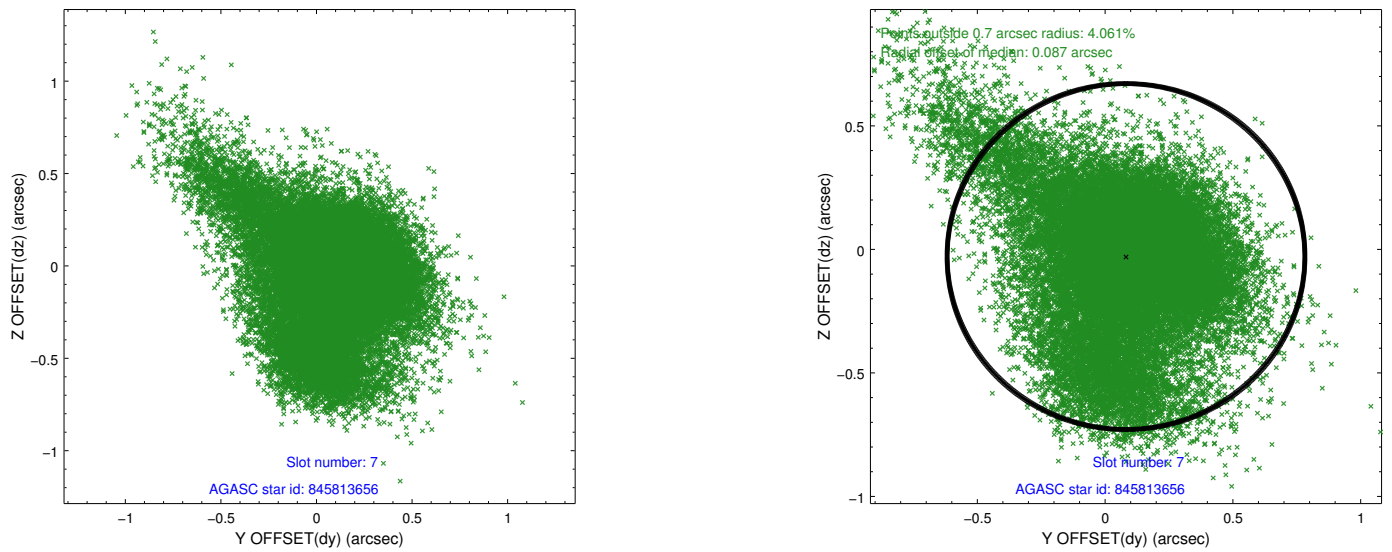 1
0.5
0
−0.5
−1
−1
−0.5
0
0.5
1
Z OFFSET(dz) (arcsec)
Y OFFSET(dy) (arcsec)
Slot number: 7
AGASC star id: 845813656
Points outside 0.7 arcsec radius: 4.061%
Radial offset of median: 0.087 arcsec
0.5
0
−0.5
−1
−0.5
0
0.5
1
Z OFFSET(dz) (arcsec)
Y OFFSET(dy) (arcsec)
Slot number: 7
AGASC star id: 845813656